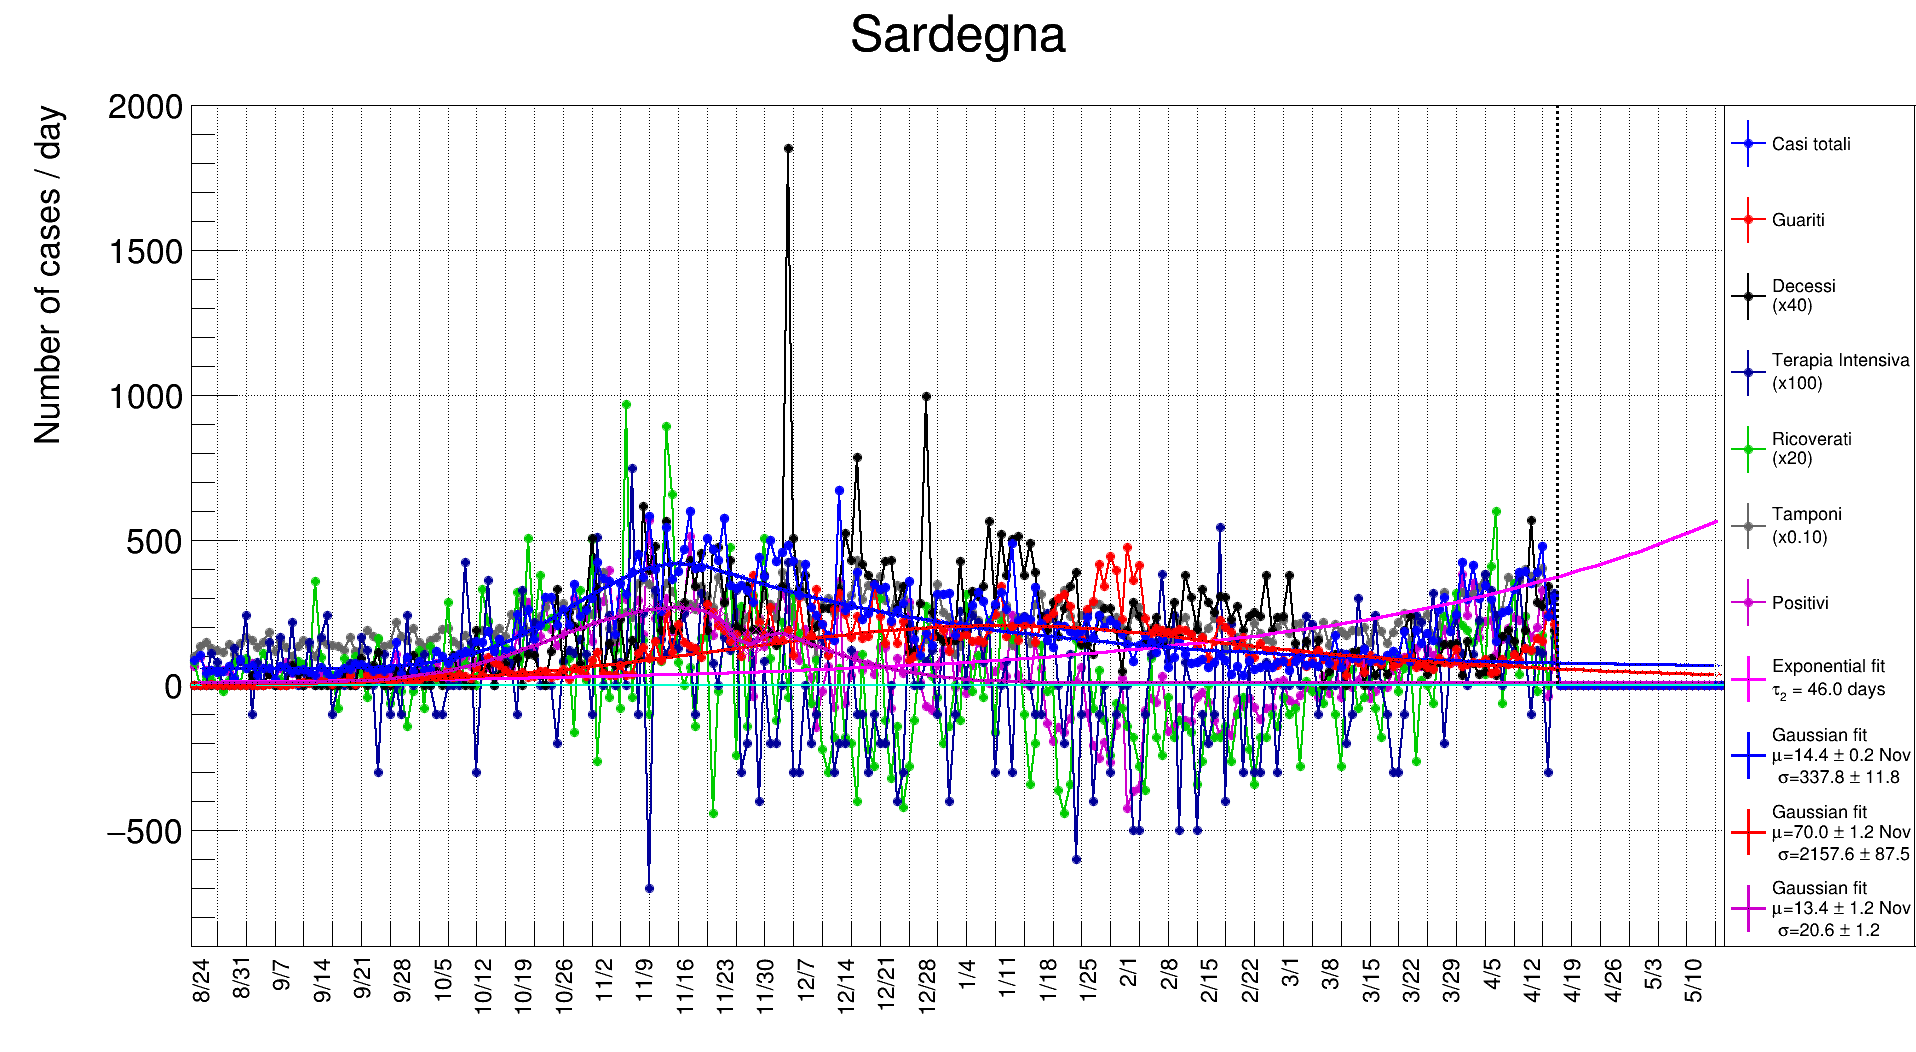 Sardegna
Number of cases / day
2000
1500
1000
500
0
−500
8/24
8/31
9/7
9/14
9/21
9/28
10/5
10/12
10/19
10/26
11/2
11/9
11/16
11/23
11/30
12/7
12/14
12/21
12/28
1/4
1/11
1/18
1/25
2/1
2/8
2/15
2/22
3/1
3/8
3/15
3/22
3/29
4/5
4/12
4/19
4/26
5/3
5/10
Casi totali
Guariti
Decessi
(x40)
Terapia Intensiva
(x100)
Ricoverati
(x20)
Tamponi
(x0.10)
Positivi
Exponential fit
τ₂ = 46.0 days
Gaussian fit
μ=14.4 ± 0.2 Nov
σ=337.8 ± 11.8
Gaussian fit
μ=70.0 ± 1.2 Nov
σ=2157.6 ± 87.5
Gaussian fit
μ=13.4 ± 1.2 Nov
σ=20.6 ± 1.2